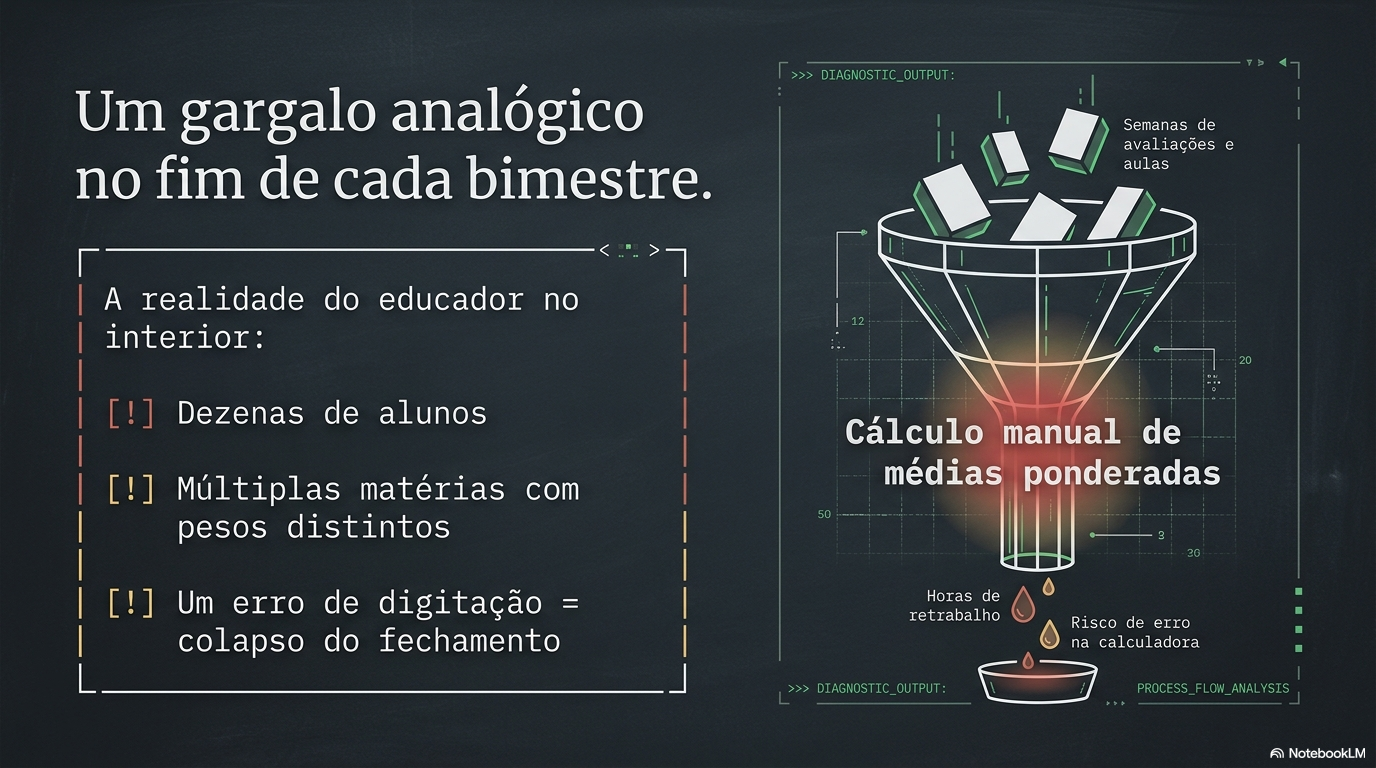 Um gargalo analógico
no fim de cada bimestre.
A realidade do educador no
interior:
[!] Dezenas de alunos
[!] Múltiplas matérias com
pesos distintos
[!] Um erro de digitação =
colapso do fechamento
>>> DIAGNOSTIC_OUTPUT:
Semanas de
avaliações e
aulas
12
20
Cálculo manual de
médias ponderadas
50
3
30
Horas de
retrabalho
Risco de erro
na calculadora
>>> DIAGNOSTIC_OUTPUT:
PROCESS_FLOW_ANALYSIS
NotebookLM